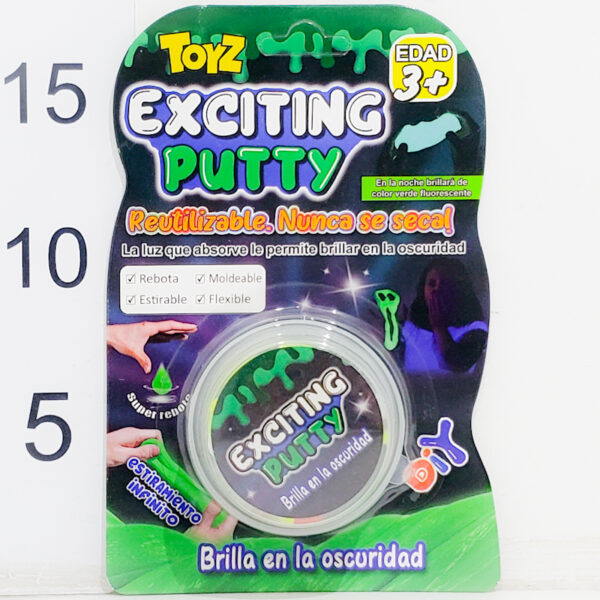 TOYZ
EDAD
3+
15
EXCITING
PUTTY
En la noche brillará de
color verde fluorescente
Reutilizable. Nunca se seca!
La luz que absorve le permite brillar en la oscuridad
10
☑ Rebota ☑ Moldeable
☑ Estirable ☑ Flexible
5
Super rebote
EXCITING
PUTTY
Brilla en la oscuridad
DIY
ESTIRAMIENTO
INFINITO
Brilla en la oscuridad